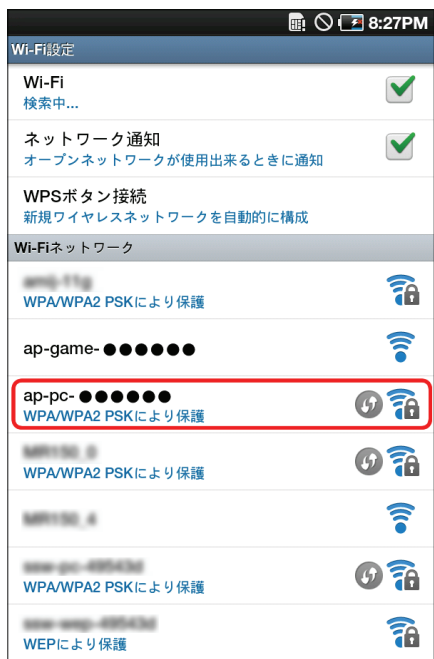 8:27PM
Wi-Fi設定
Wi-Fi
検索中...
ネットワーク通知
オープンネットワークが使用出来るときに通知
WPSボタン接続
新規ワイヤレスネットワークを自動的に構成
Wi-Fiネットワーク
WPA/WPA2 PSKにより保護
ap-game-●●●●●●
ap-pc-●●●●●●
WPA/WPA2 PSKにより保護
WPA/WPA2 PSKにより保護
WPA/WPA2 PSKにより保護
WEPにより保護